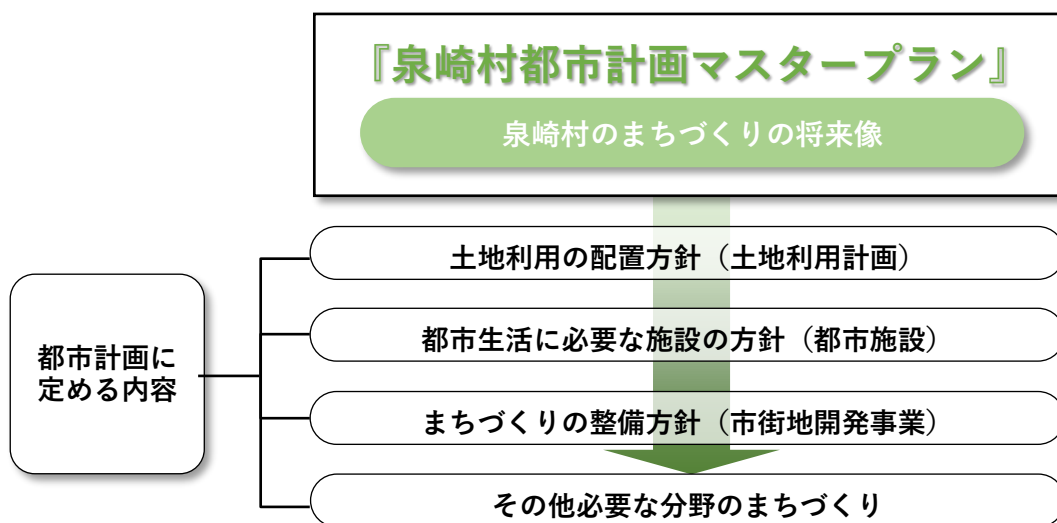 『泉崎村都市計画マスタープラン』
泉崎村のまちづくりの将来像
土地利用の配置方針（土地利用計画）
都市生活に必要な施設の方針（都市施設）
都市計画に
定める内容
まちづくりの整備方針（市街地開発事業）
その他必要な分野のまちづくり